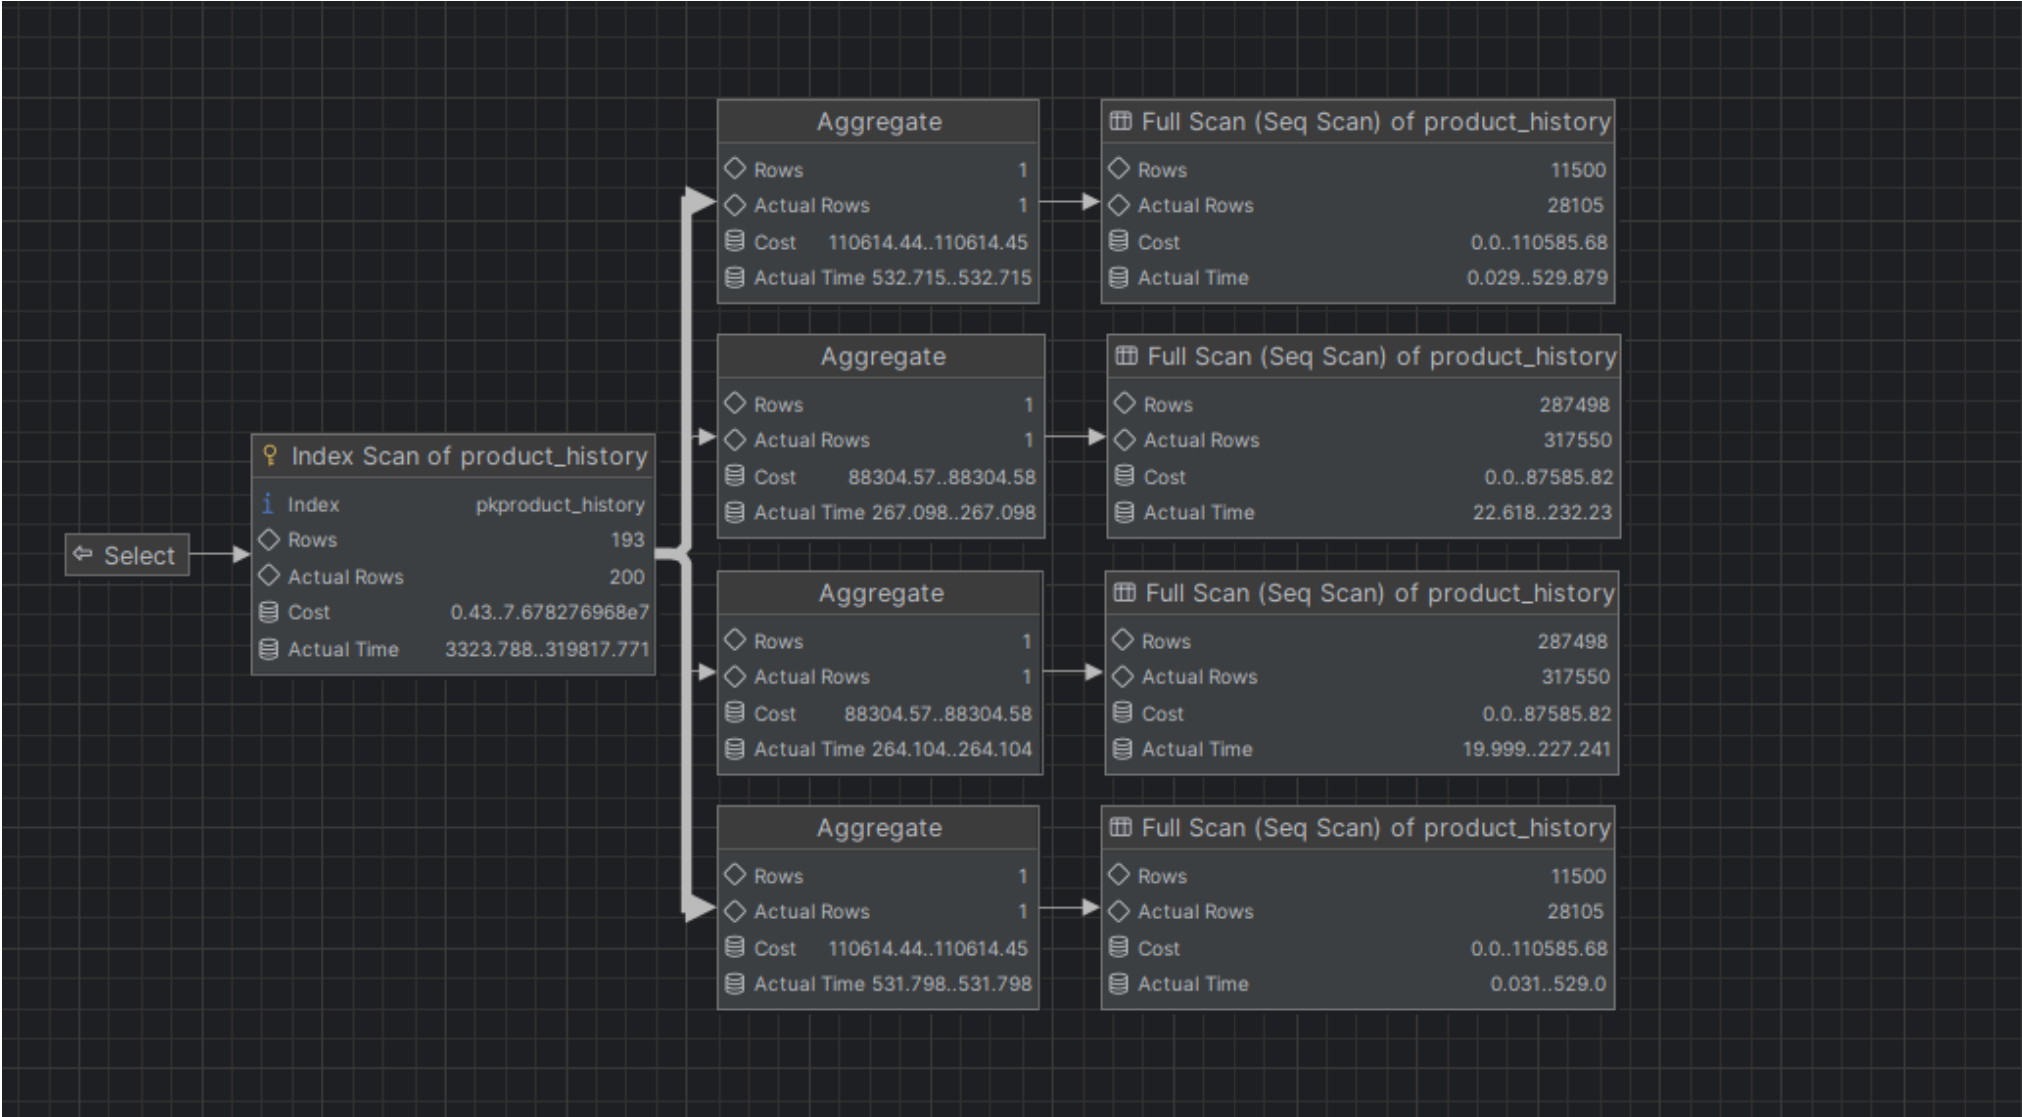 Select
Index Scan of product_history
Index pkproduct_history
Rows 193
Actual Rows 200
Cost 0.43..7.678276968e7
Actual Time 3323.788..319817.771
Aggregate
Rows 1
Actual Rows 1
Cost 110614.44..110614.45
Actual Time 532.715..532.715
Full Scan (Seq Scan) of product_history
Rows 11500
Actual Rows 28105
Cost 0.0..110585.68
Actual Time 0.029..529.879
Aggregate
Rows 1
Actual Rows 1
Cost 88304.57..88304.58
Actual Time 267.098..267.098
Full Scan (Seq Scan) of product_history
Rows 287498
Actual Rows 317550
Cost 0.0..87585.82
Actual Time 22.618..232.23
Aggregate
Rows 1
Actual Rows 1
Cost 88304.57..88304.58
Actual Time 264.104..264.104
Full Scan (Seq Scan) of product_history
Rows 287498
Actual Rows 317550
Cost 0.0..87585.82
Actual Time 19.999..227.241
Aggregate
Rows 1
Actual Rows 1
Cost 110614.44..110614.45
Actual Time 531.798..531.798
Full Scan (Seq Scan) of product_history
Rows 11500
Actual Rows 28105
Cost 0.0..110585.68
Actual Time 0.031..529.0